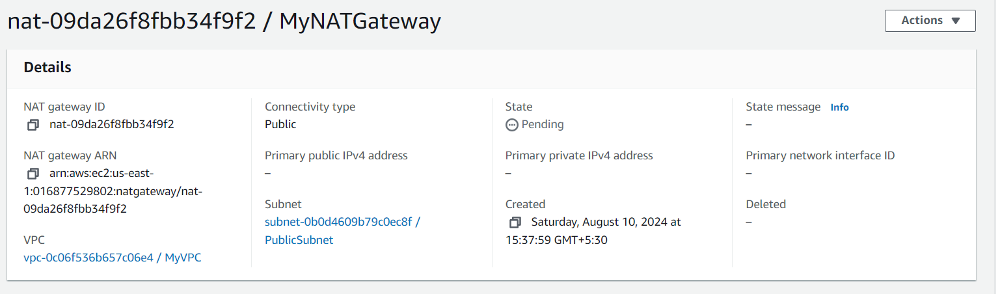 nat-09da26f8fbb34f9f2 / MyNATGateway
Actions
Details
NAT gateway ID
nat-09da26f8fbb34f9f2
NAT gateway ARN
arn:aws:ec2:us-east-
1:016877529802:natgateway/nat-
09da26f8fbb34f9f2
VPC
vpc-0c06f536b657c06e4 / MyVPC
Connectivity type
Public
Primary public IPv4 address
–
Subnet
subnet-0b0d4609b79c0ec8f /
PublicSubnet
State
Pending
Primary private IPv4 address
–
Created
Saturday, August 10, 2024 at
15:37:59 GMT+5:30
State message Info
–
Primary network interface ID
–
Deleted
–